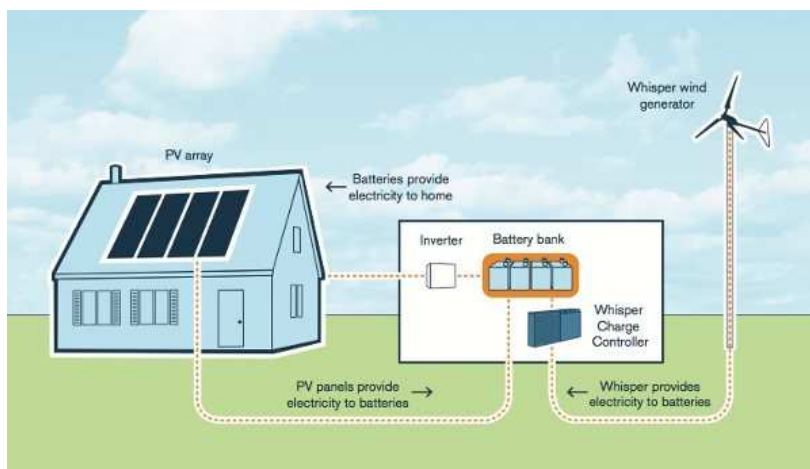 Whisper wind
generator
PV array
Batteries provide
electricity to home
Inverter
Battery bank
Whisper
Charge
Controller
PV panels provide
electricity to batteries
Whisper provides
electricity to batteries